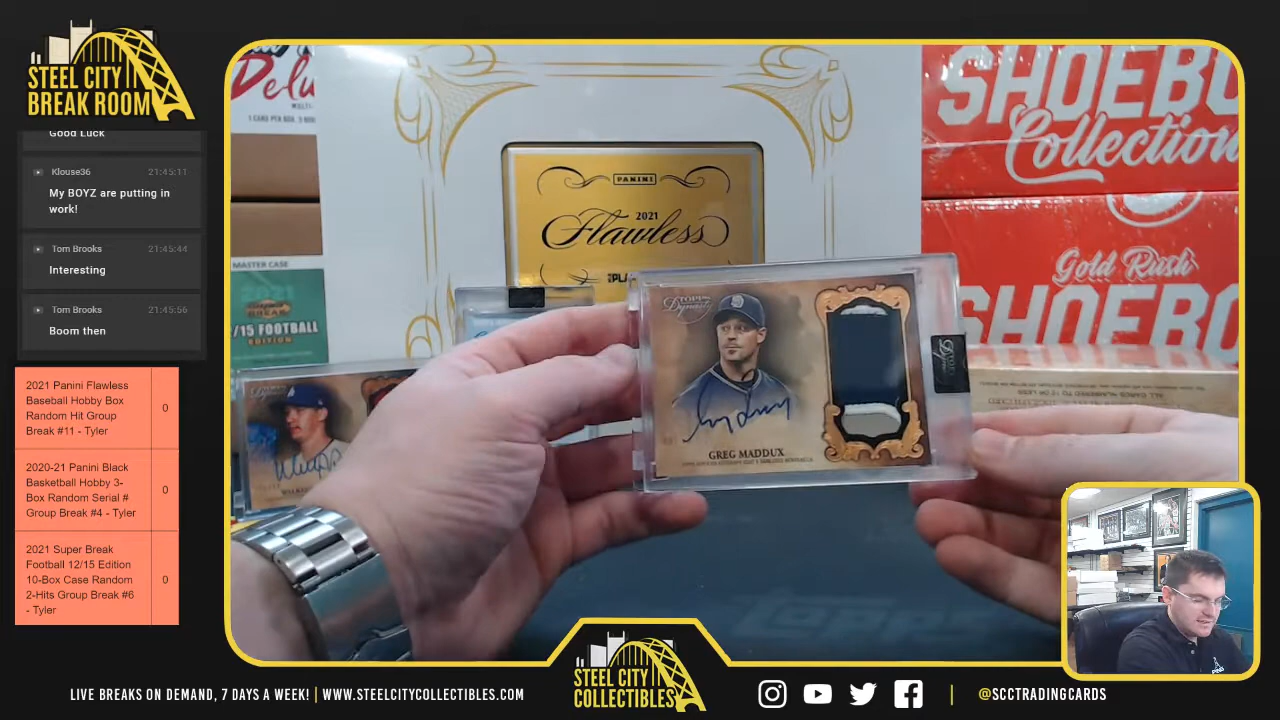 STEEL CITY
BREAK ROOM
Good Luck
Klouse36 21:45:11
My BOYZ are putting in
work!
Tom Brooks 21:45:44
Interesting
Tom Brooks 21:45:56
Boom then
2021 Panini Flawless
Baseball Hobby Box
Random Hit Group
Break #11 - Tyler
0
2020-21 Panini Black
Basketball Hobby 3-
Box Random Serial #
Group Break #4 - Tyler
0
2021 Super Break
Football 12/15 Edition
10-Box Case Random
2-Hits Group Break #6
- Tyler
0
MASTER CASE
/15 FOOTBALL
EDITION
PANINI
2021
Flawless
SHOEBO
Collection
Gold Rush
SHOEBO
TOPPS
Dynasty
GREG MADDUX
topps
STEEL CITY
COLLECTIBLES
LIVE BREAKS ON DEMAND, 7 DAYS A WEEK! | WWW.STEELCITYCOLLECTIBLES.COM
| @SCCTRADINGCARDS